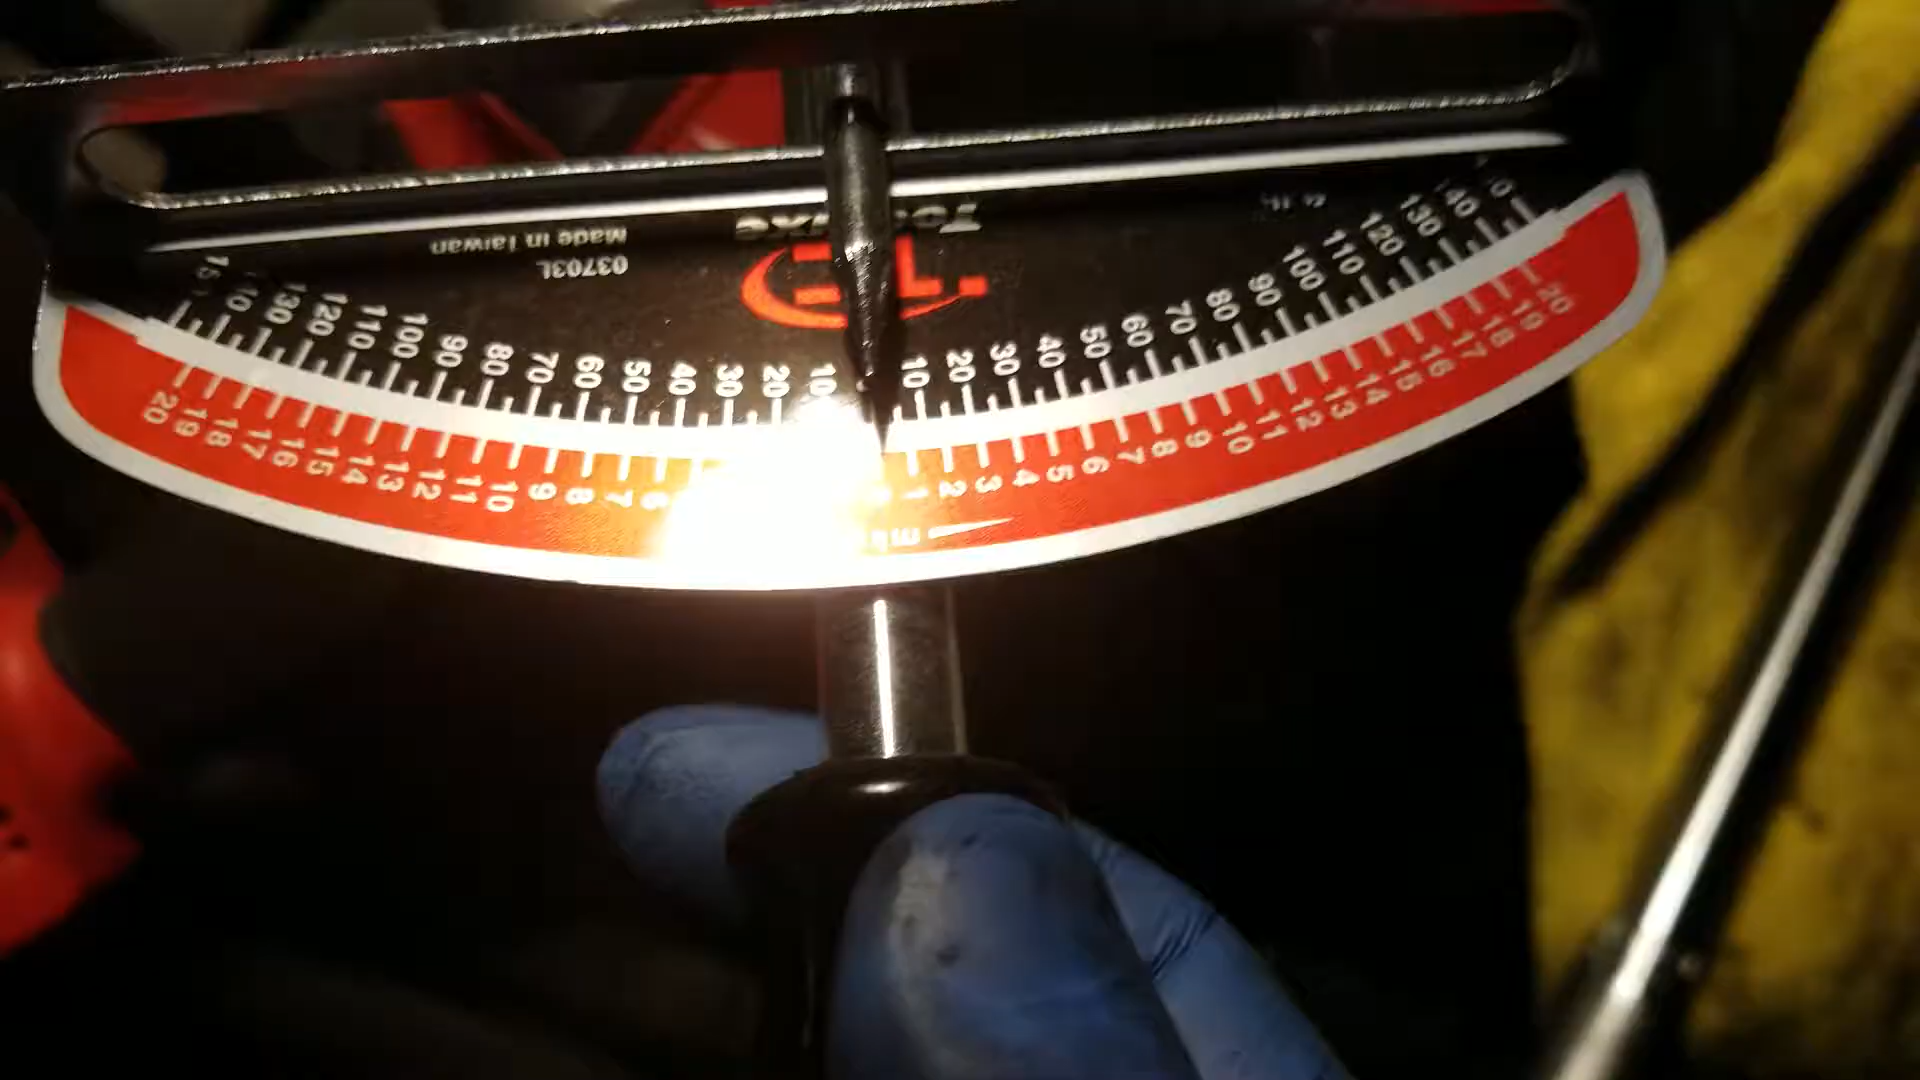 Made in Taiwan
03703L
130 120 110 100 90 80 70 60 50 40 30 20 10 10 20 30 40 50 60 70 80 90 100 110 120 130 140
20 19 18 17 16 15 14 13 12 11 10 9 8 7 6 1 2 3 4 5 6 7 8 9 10 11 12 13 14 15 16 17 18 19 20